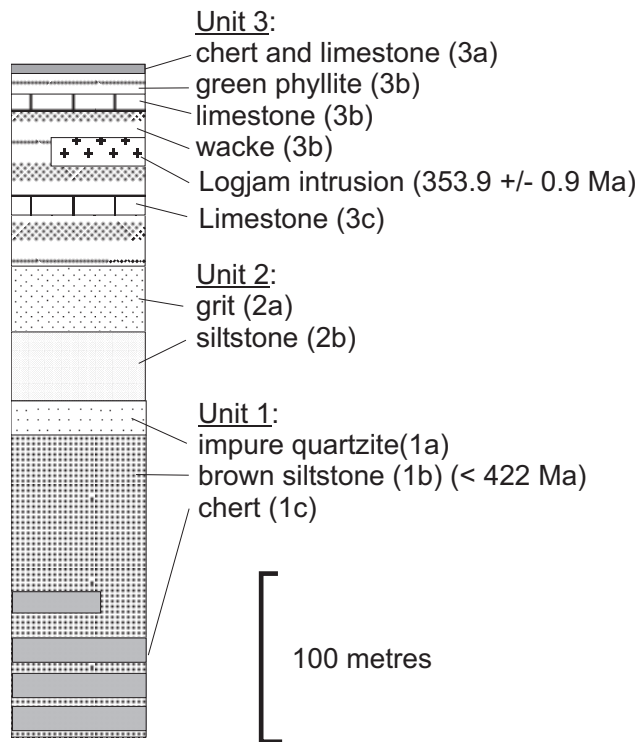 Unit 3:
chert and limestone (3a)
green phyllite (3b)
limestone (3b)
wacke (3b)
Logjam intrusion (353.9 +/- 0.9 Ma)
Limestone (3c)
Unit 2:
grit (2a)
siltstone (2b)
Unit 1:
impure quartzite(1a)
brown siltstone (1b) (< 422 Ma)
chert (1c)
100 metres